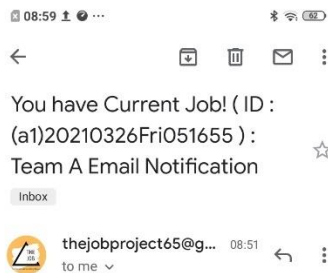 08:59
62
You have Current Job! ( ID :
(a1)20210326Fri051655 ) :
Team A Email Notification
Inbox
thejobproject65@g... 08:51
to me